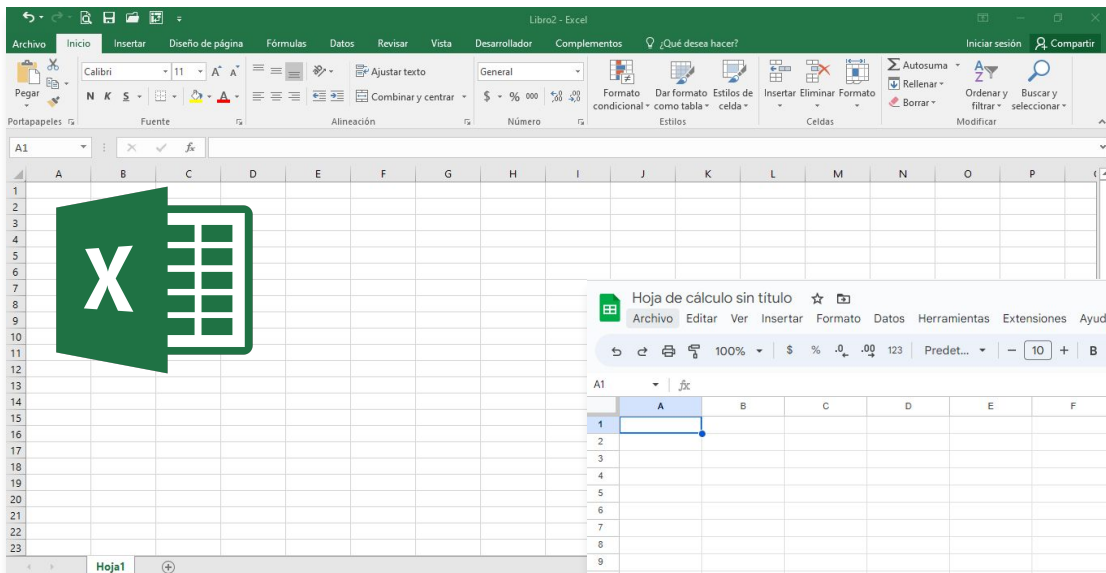 Libro2 - Excel
Archivo Inicio Insertar Diseño de página Fórmulas Datos Revisar Vista Desarrollador Complementos ¿Qué desea hacer? Iniciar sesión Compartir
Pegar
Calibri 11
N K S
Ajustar texto
Combinar y centrar
General
$ % 000
Formato condicional
Dar formato como tabla
Estilos de celda
Insertar Eliminar Formato
Autosuma
Rellenar
Borrar
Ordenar y filtrar
Buscar y seleccionar
Portapapeles Fuente Alineación Número Estilos Celdas Modificar
A1 fx
A B C D E F G H I J K L M N O P
1
2
3
4
5
6
7
8
9
10
11
12
13
14
15
16
17
18
19
20
21
22
23
Hoja1
X
Hoja de cálculo sin título
Archivo Editar Ver Insertar Formato Datos Herramientas Extensiones Ayud
100% $ % .0 .00 123 Predet... 10 B
A1 fx
A B C D E F
1
2
3
4
5
6
7
8
9